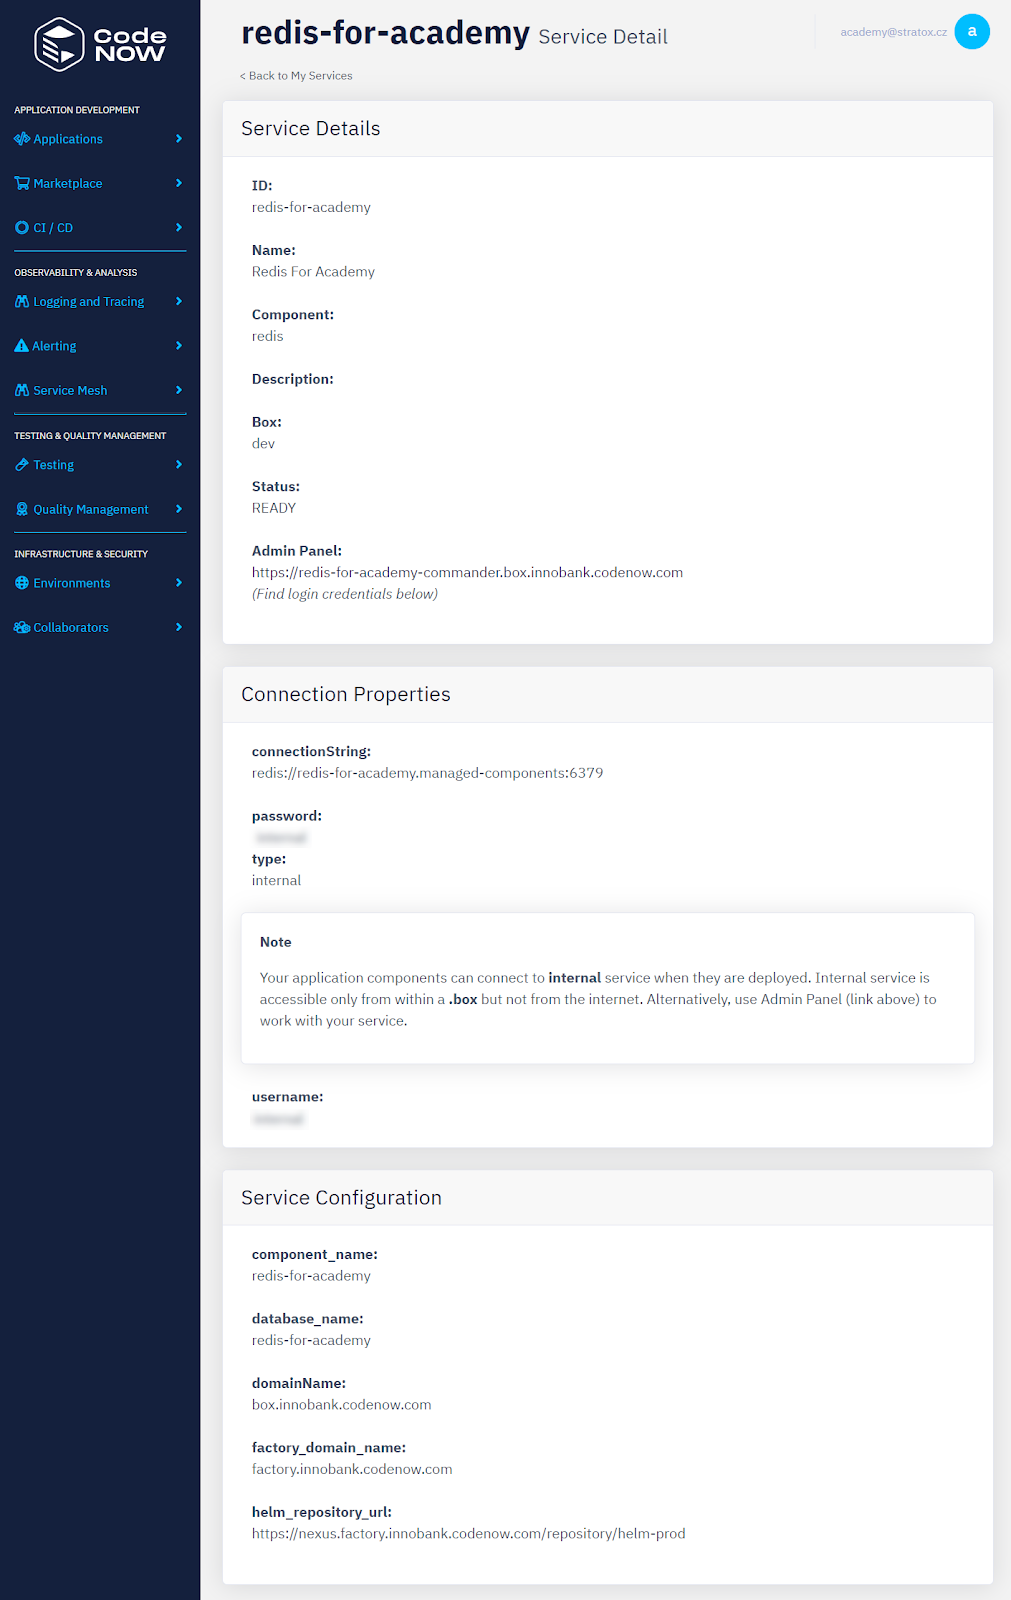 Code
NOW
APPLICATION DEVELOPMENT
Applications
Marketplace
CI / CD
OBSERVABILITY & ANALYSIS
Logging and Tracing
Alerting
Service Mesh
TESTING & QUALITY MANAGEMENT
Testing
Quality Management
INFRASTRUCTURE & SECURITY
Environments
Collaborators
redis-for-academy Service Detail
academy@stratox.cz
a
< Back to My Services
Service Details
ID:
redis-for-academy
Name:
Redis For Academy
Component:
redis
Description:
Box:
dev
Status:
READY
Admin Panel:
https://redis-for-academy-commander.box.innobank.codenow.com
(Find login credentials below)
Connection Properties
connectionString:
redis://redis-for-academy.managed-components:6379
password:
type:
internal
Note
Your application components can connect to internal service when they are deployed. Internal service is
accessible only from within a .box but not from the internet. Alternatively, use Admin Panel (link above) to
work with your service.
username:
Service Configuration
component_name:
redis-for-academy
database_name:
redis-for-academy
domainName:
box.innobank.codenow.com
factory_domain_name:
factory.innobank.codenow.com
helm_repository_url:
https://nexus.factory.innobank.codenow.com/repository/helm-prod